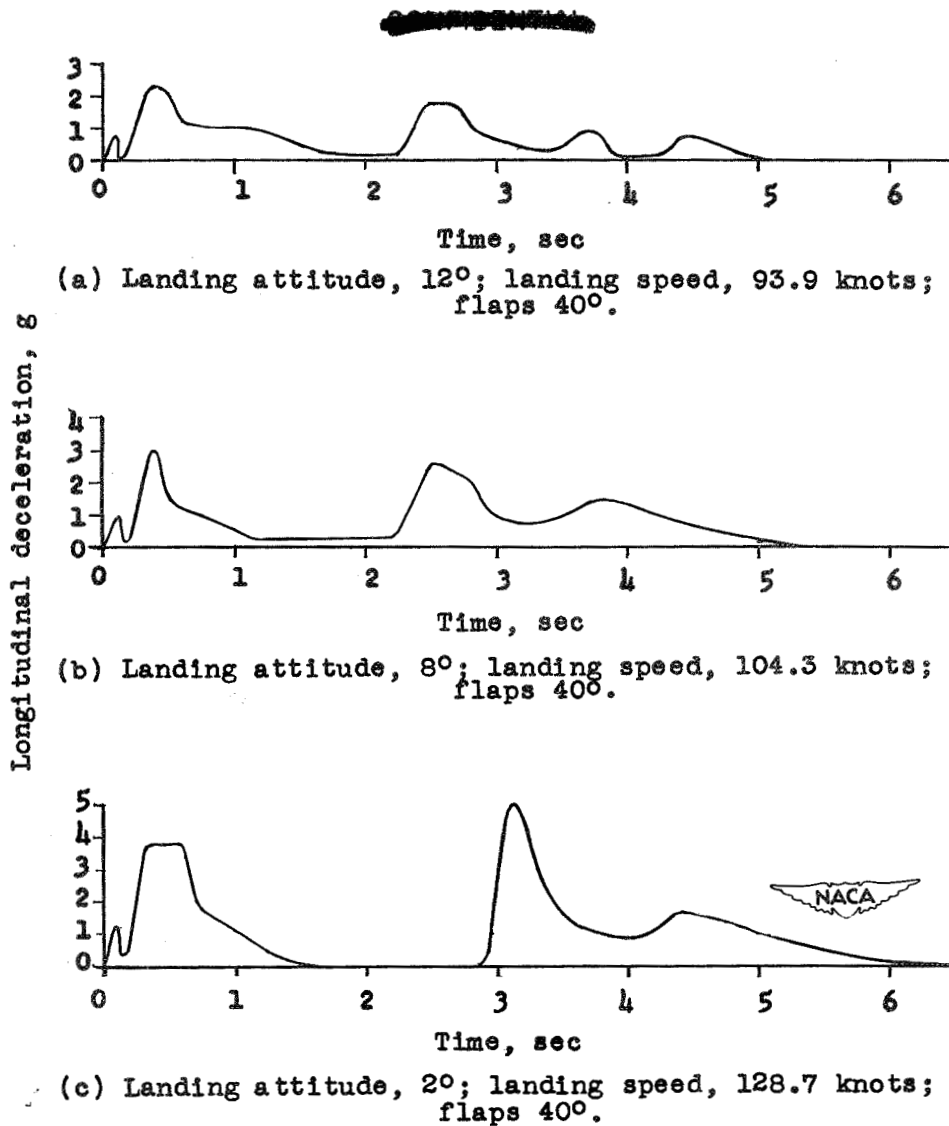 3
2
1
0
0 1 2 3 4 5 6
Time, sec
(a) Landing attitude, 12°; landing speed, 93.9 knots;
flaps 40°.
Longitudinal deceleration, g
4
3
2
1
0
0 1 2 3 4 5 6
Time, sec
(b) Landing attitude, 8°; landing speed, 104.3 knots;
flaps 40°.
5
4
3
2
1
0
NACA
0 1 2 3 4 5 6
Time, sec
(c) Landing attitude, 2°; landing speed, 128.7 knots;
flaps 40°.